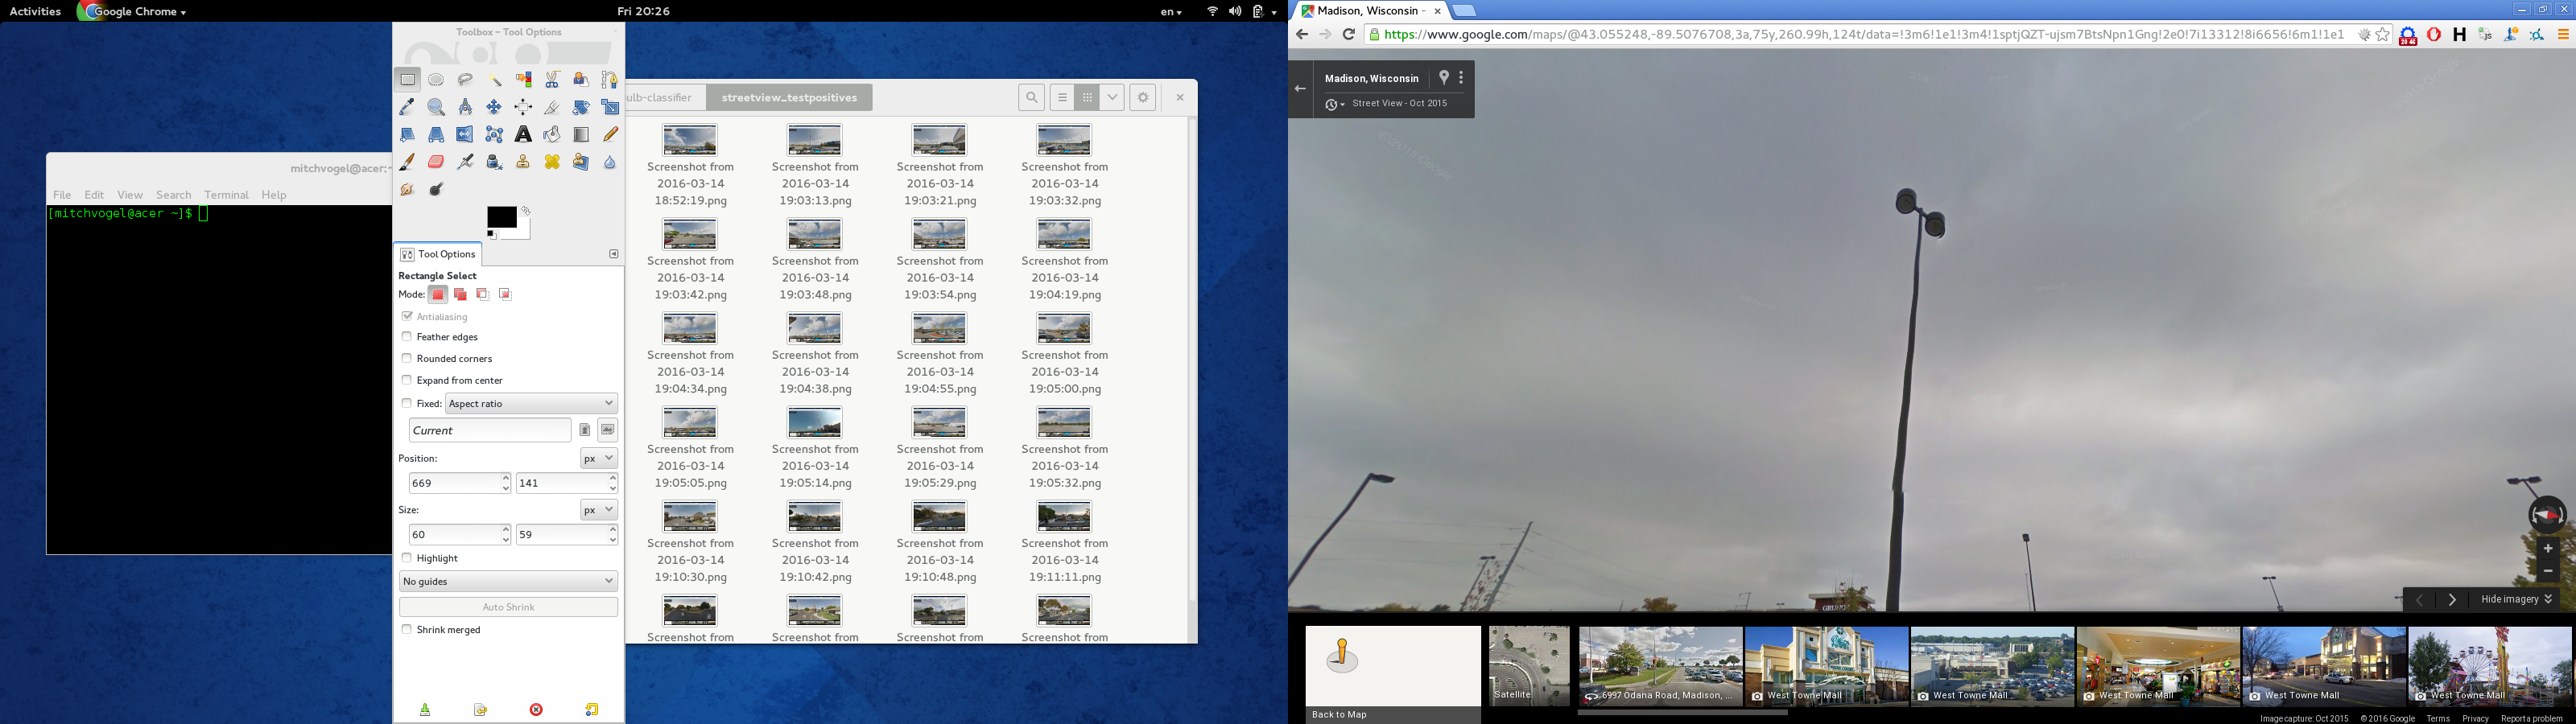 Activities
Google Chrome
Fri 20:26
en
Toolbox – Tool Options
mitchvogel@acer:~
File Edit View Search Terminal Help
[mitchvogel@acer ~]$
Tool Options
Rectangle Select
Mode:
Antialiasing
Feather edges
Rounded corners
Expand from center
Fixed: Aspect ratio
Current
Position: px
669 141
Size: px
60 59
Highlight
No guides
Auto Shrink
Shrink merged
ulb-classifier streetview_testpositives
Screenshot from Screenshot from Screenshot from Screenshot from
2016-03-14 2016-03-14 2016-03-14 2016-03-14
18:52:19.png 19:03:13.png 19:03:21.png 19:03:32.png
Screenshot from Screenshot from Screenshot from Screenshot from
2016-03-14 2016-03-14 2016-03-14 2016-03-14
19:03:42.png 19:03:48.png 19:03:54.png 19:04:19.png
Screenshot from Screenshot from Screenshot from Screenshot from
2016-03-14 2016-03-14 2016-03-14 2016-03-14
19:04:34.png 19:04:38.png 19:04:55.png 19:05:00.png
Screenshot from Screenshot from Screenshot from Screenshot from
2016-03-14 2016-03-14 2016-03-14 2016-03-14
19:05:05.png 19:05:14.png 19:05:29.png 19:05:32.png
Screenshot from Screenshot from Screenshot from Screenshot from
2016-03-14 2016-03-14 2016-03-14 2016-03-14
19:10:30.png 19:10:42.png 19:10:48.png 19:11:11.png
Screenshot from Screenshot from Screenshot from Screenshot from
Madison, Wisconsin -
https://www.google.com/maps/@43.055248,-89.5076708,3a,75y,260.99h,124t/data=!3m6!1e1!3m4!1sptjQZT-ujsm7BtsNpn1Gng!2e0!7i13312!8i6656!6m1!1e1
Madison, Wisconsin
Street View - Oct 2015
Hide imagery
Back to Map
Satellite
6997 Odana Road, Madison, ...
West Towne Mall
West Towne Mall
West Towne Mall
West Towne Mall
West Towne Mall
Image capture: Oct 2015 © 2016 Google Terms Privacy Report a problem